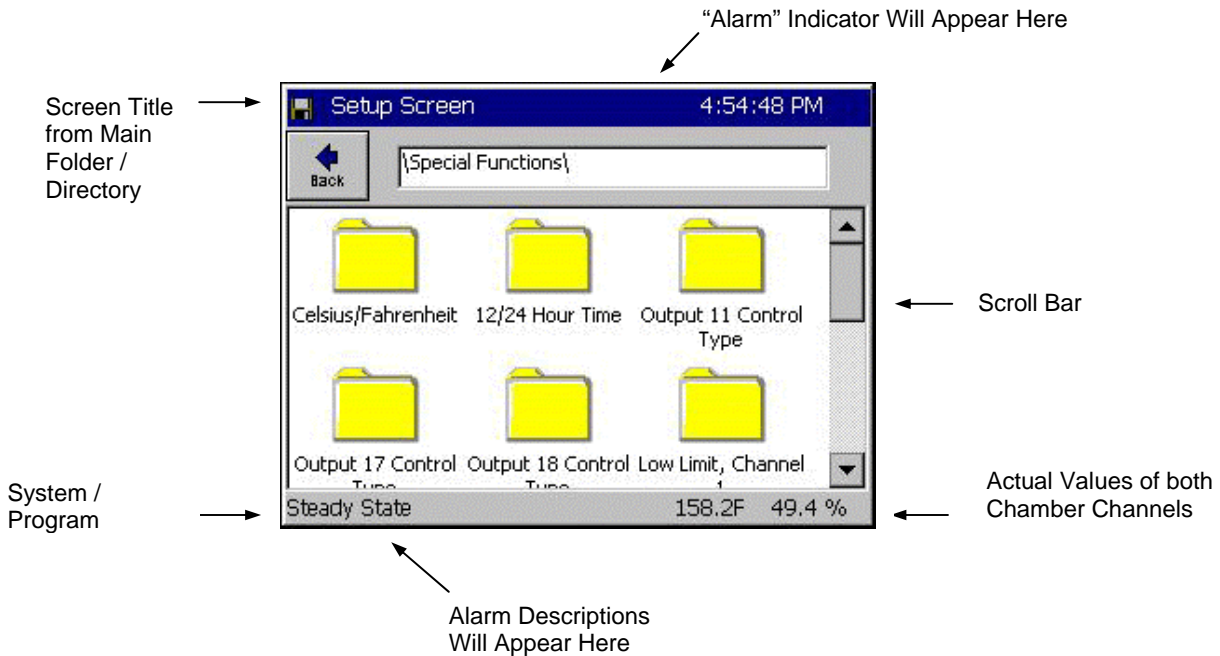 “Alarm” Indicator Will Appear Here
Screen Title
from Main
Folder /
Directory
Setup Screen 4:54:48 PM
Back
\Special Functions\
Celsius/Fahrenheit 12/24 Hour Time Output 11 Control
Type
Scroll Bar
Output 17 Control Output 18 Control Low Limit, Channel
Type Type 1
System /
Program
Steady State 158.2F 49.4 %
Actual Values of both
Chamber Channels
Alarm Descriptions
Will Appear Here